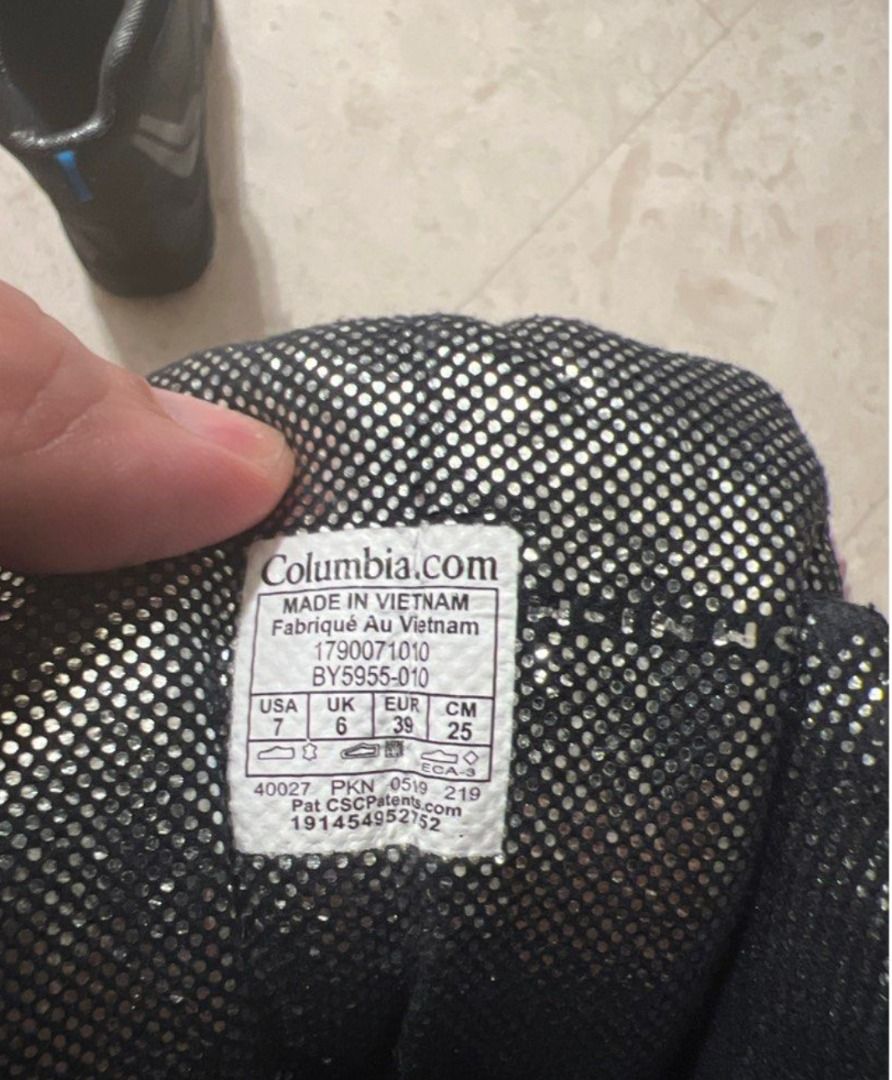 Columbia.com
MADE IN VIETNAM
Fabriqué Au Vietnam
1790071010
BY5955-010
USA UK EUR CM
7 6 39 25
ECA-3
40027 PKN 0519 219
Pat CSCPatents.com
191454952752